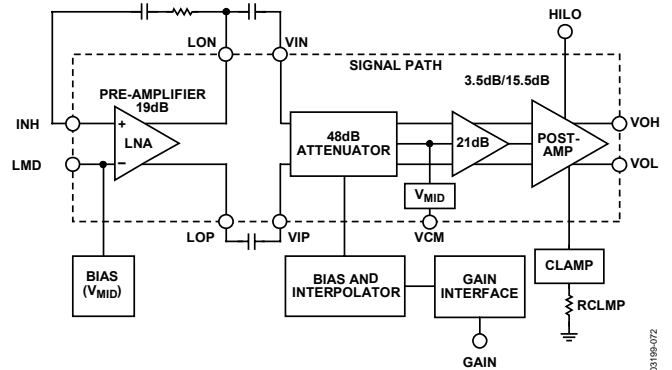 LON
VIN
HILO
SIGNAL PATH
PRE-AMPLIFIER
19dB
3.5dB/15.5dB
INH
+
LNA
–
LMD
48dB
ATTENUATOR
21dB
POST-
AMP
VOH
VOL
VMID
LOP
VIP
VCM
BIAS
(VMID)
BIAS AND
INTERPOLATOR
GAIN
INTERFACE
CLAMP
RCLMP
GAIN
03199-072